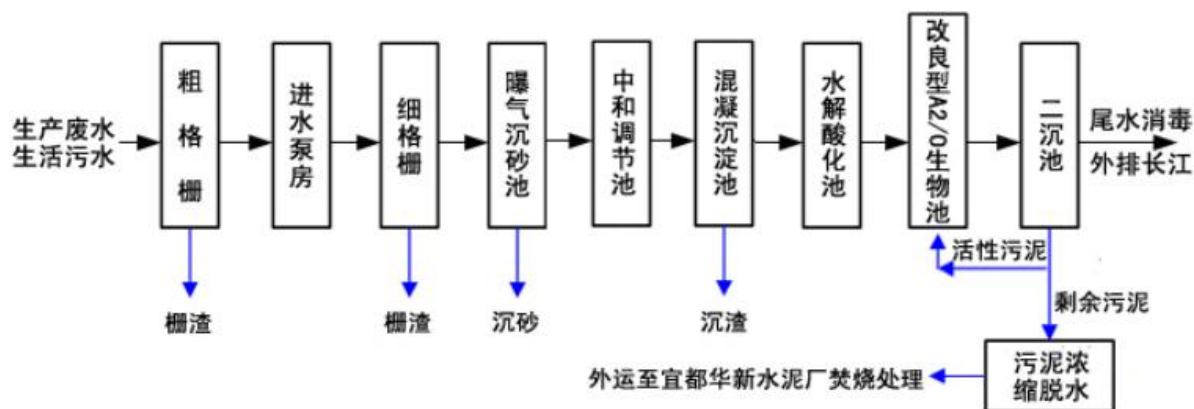 生产废水
生活污水
粗格栅
进水泵房
细格栅
曝气沉砂池
中和调节池
混凝沉淀池
水解酸化池
改良型A2/O生物池
二沉池
尾水消毒
外排长江
栅渣
栅渣
沉砂
沉渣
活性污泥
剩余污泥
污泥浓
缩脱水
外运至宜都华新水泥厂焚烧处理